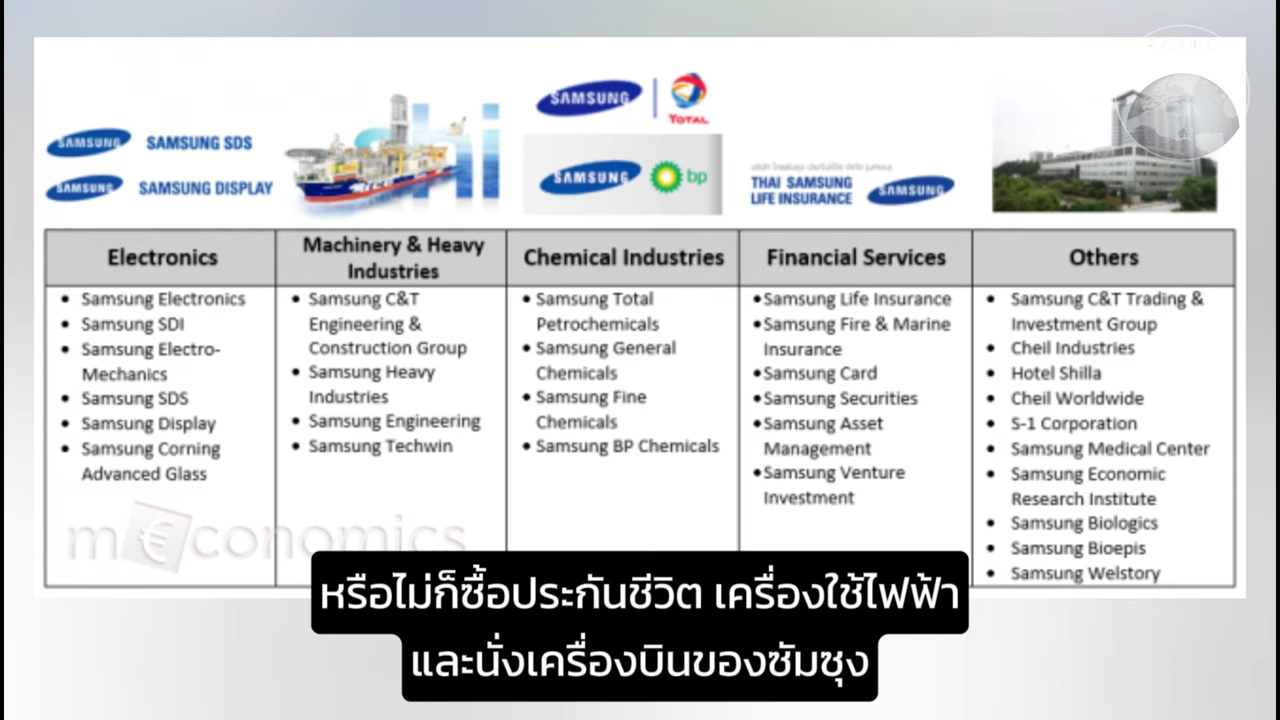 SAMSUNG SAMSUNG SDS
SAMSUNG SAMSUNG DISPLAY
SAMSUNG TOTAL
SAMSUNG bp
THAI SAMSUNG
LIFE INSURANCE SAMSUNG
Electronics
• Samsung Electronics
• Samsung SDI
• Samsung Electro-
Mechanics
• Samsung SDS
• Samsung Display
• Samsung Corning
Advanced Glass
Machinery & Heavy
Industries
• Samsung C&T
Engineering &
Construction Group
• Samsung Heavy
Industries
• Samsung Engineering
• Samsung Techwin
Chemical Industries
• Samsung Total
Petrochemicals
• Samsung General
Chemicals
• Samsung Fine
Chemicals
• Samsung BP Chemicals
Financial Services
• Samsung Life Insurance
• Samsung Fire & Marine
Insurance
• Samsung Card
• Samsung Securities
• Samsung Asset
Management
• Samsung Venture
Investment
Others
• Samsung C&T Trading &
Investment Group
• Cheil Industries
• Hotel Shilla
• Cheil Worldwide
• S-1 Corporation
• Samsung Medical Center
• Samsung Economic
Research Institute
• Samsung Biologics
• Samsung Bioepis
• Samsung Welstory
m€conomics
หรือไม่ก็ซื้อประกันชีวิต เครื่องใช้ไฟฟ้า
และนั่งเครื่องบินของซัมซุง